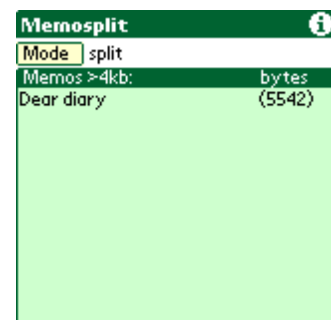 Memosplit
Mode split
Memos >4kb: bytes
Dear diary (5542)